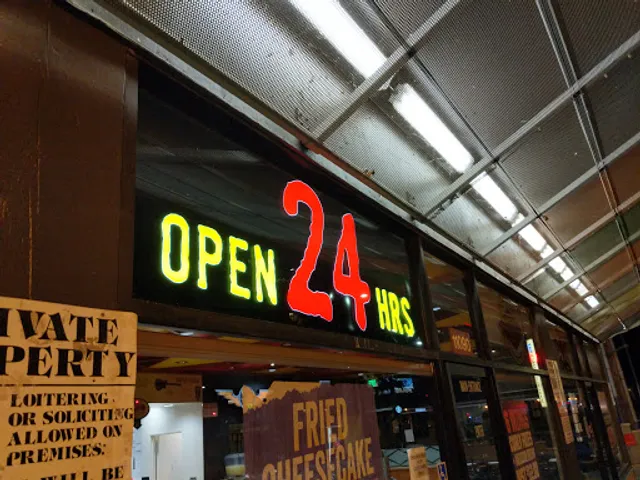 OPEN 24 HRS
IVATE
PERTY
LOITERING
OR SOLICITING
ALLOWED ON
PREMISES.
WILL BE
FRIED
CHEESECAKE